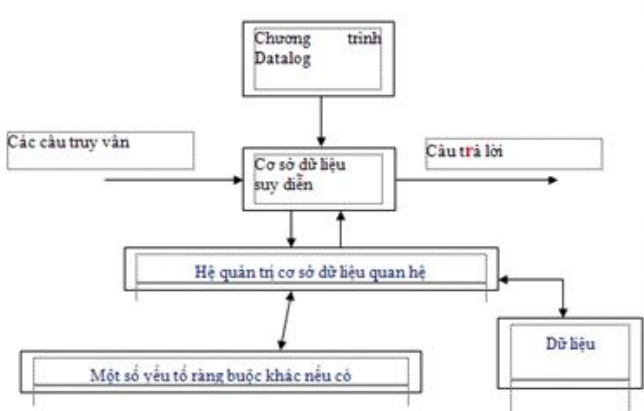 Chương trình
Datalog
Các câu truy vấn
Cơ sở dữ liệu
suy diễn
Câu trả lời
Hệ quản trị cơ sở dữ liệu quan hệ
Dữ liệu
Một số yếu tố ràng buộc khác nếu có